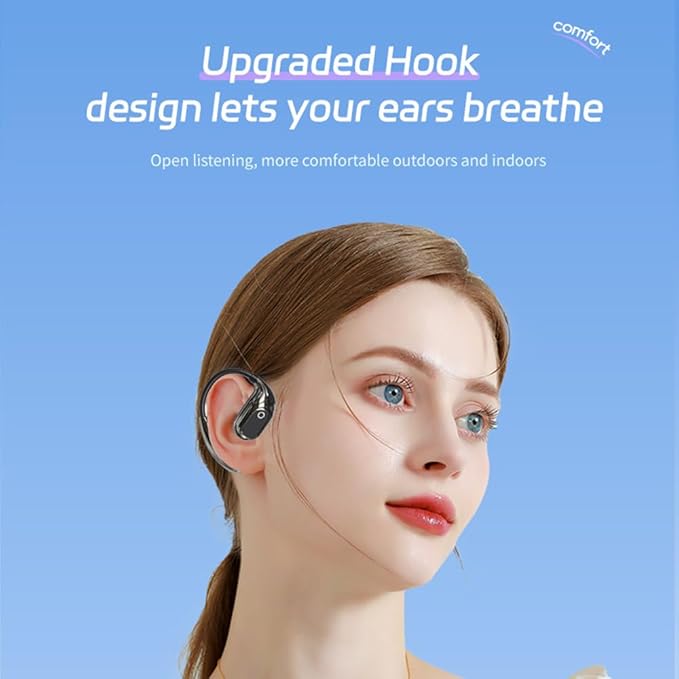 comfort
Upgraded Hook
design lets your ears breathe
Open listening, more comfortable outdoors and indoors